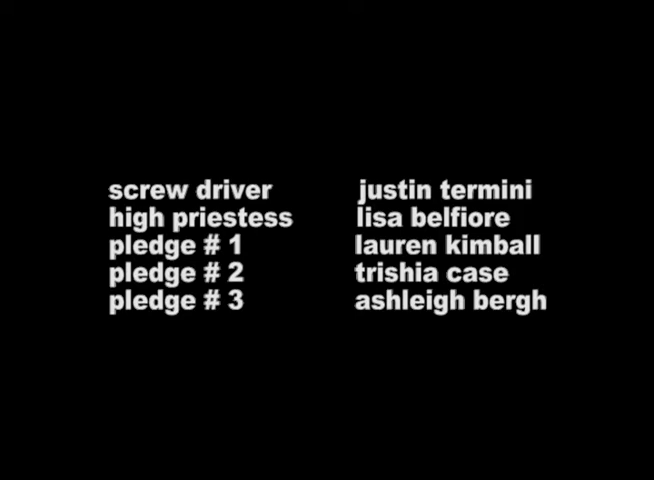 screw driver justin termini
high priestess lisa belfiore
pledge # 1 lauren kimball
pledge # 2 trishia case
pledge # 3 ashleigh bergh